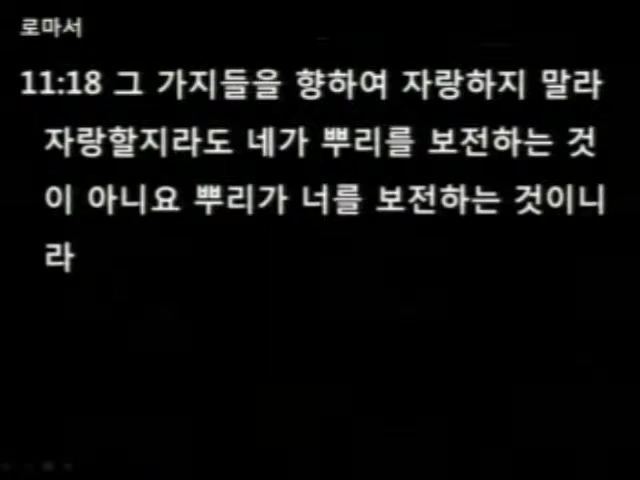 로마서
11:18 그 가지들을 향하여 자랑하지 말라
자랑할지라도 네가 뿌리를 보전하는 것
이 아니요 뿌리가 너를 보전하는 것이니
라